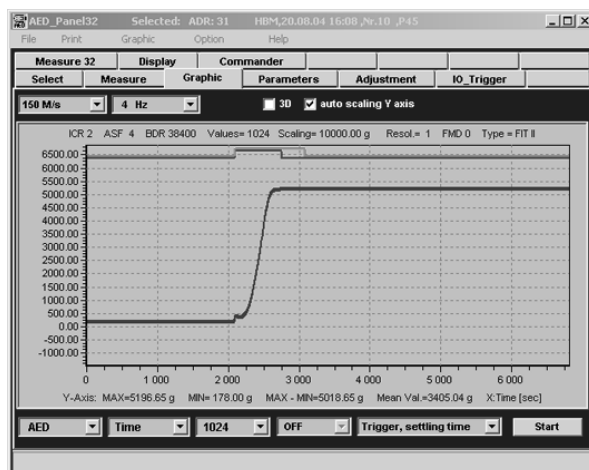 AED_Panel32 Selected: ADR: 31 HBM,20.08.04 16:08 ,Nr.10 ,P45
File Print Graphic Option Help
Measure 32 Display Commander
Select Measure Graphic Parameters Adjustment IO_Trigger
150 M/s 4 Hz 3D auto scaling Y axis
ICR 2 ASF 4 BDR 38400 Values= 1024 Scaling= 10000.00 g Resol.= 1 FMD 0 Type = FIT II
6500.00
6000.00
5500.00
5000.00
4500.00
4000.00
3500.00
3000.00
2500.00
2000.00
1500.00
1000.00
500.00
0.00
-500.00
-1000.00
0 1 000 2 000 3 000 4 000 5 000 6 000
Y-Axis: MAX=5196.65 g MIN= 178.00 g MAX - MIN=5018.65 g Mean Val.=3405.04 g X:Time [sec]
AED Time 1024 OFF Trigger, settling time Start